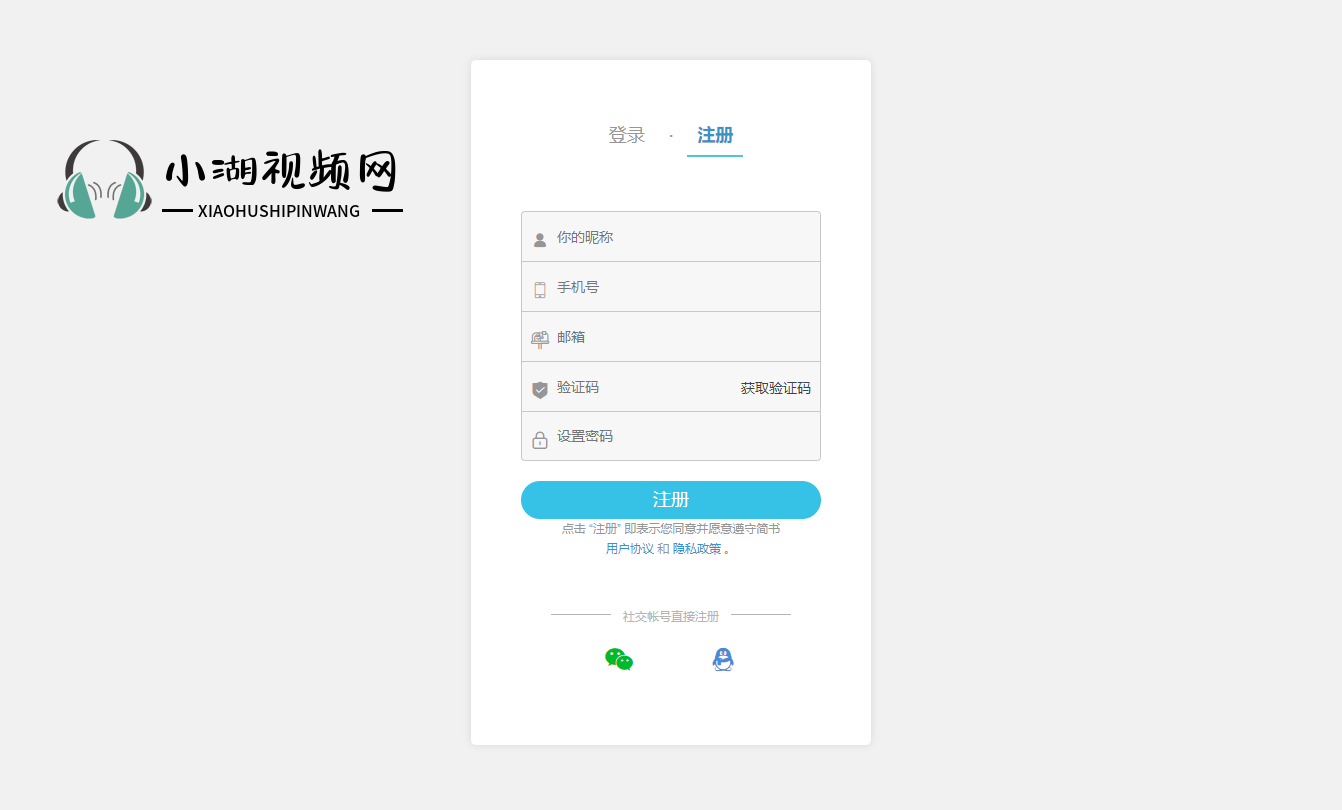 小湖视频网
XIAOHUSHIPINWANG
登录 · 注册
你的昵称
手机号
邮箱
验证码 获取验证码
设置密码
注册
点击 “注册” 即表示您同意并愿意遵守简书
用户协议 和 隐私政策 。
社交帐号直接注册